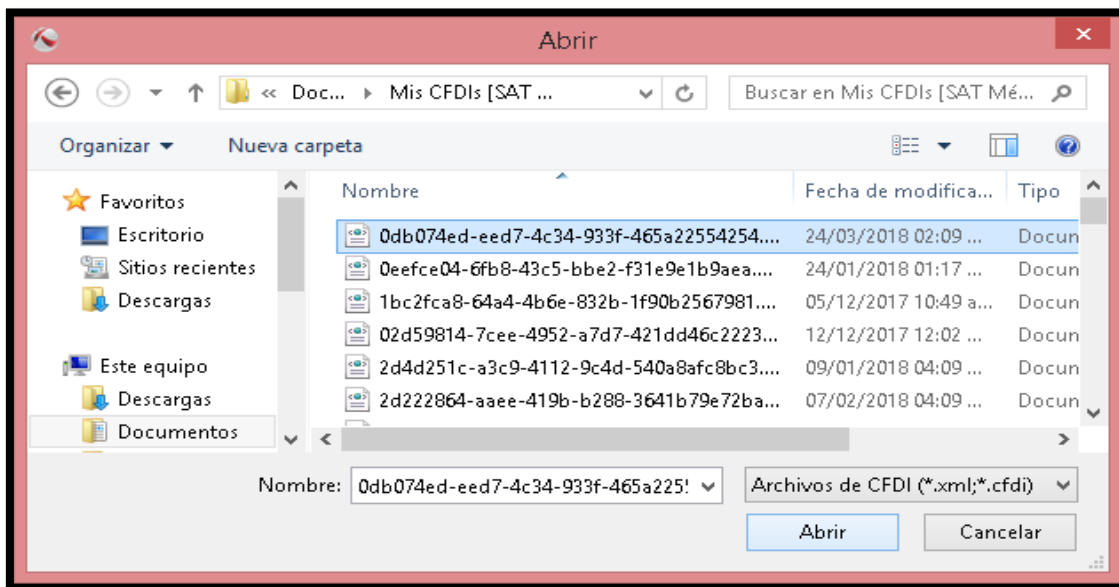 Abrir
« Doc... Mis CFDIs [SAT ... Buscar en Mis CFDIs [SAT Mé...
Organizar Nueva carpeta
Nombre Fecha de modifica... Tipo
Favoritos
Escritorio
Sitios recientes
Descargas
Este equipo
Descargas
Documentos
0db074ed-eed7-4c34-933f-465a22554254.... 24/03/2018 02:09 ... Docun
0eefce04-6fb8-43c5-bbe2-f31e9e1b9aea.... 24/01/2018 01:17 ... Docun
1bc2fca8-64a4-4b6e-832b-1f90b2567981.... 05/12/2017 10:49 a... Docun
02d59814-7cee-4952-a7d7-421dd46c2223... 12/12/2017 12:02 ... Docun
2d4d251c-a3c9-4112-9c4d-540a8afc8bc3.... 09/01/2018 04:09 ... Docun
2d222864-aaee-419b-b288-3641b79e72ba... 07/02/2018 04:09 ... Docun
Nombre: 0db074ed-eed7-4c34-933f-465a225! Archivos de CFDI (*.xml;*.cfdi)
Abrir Cancelar